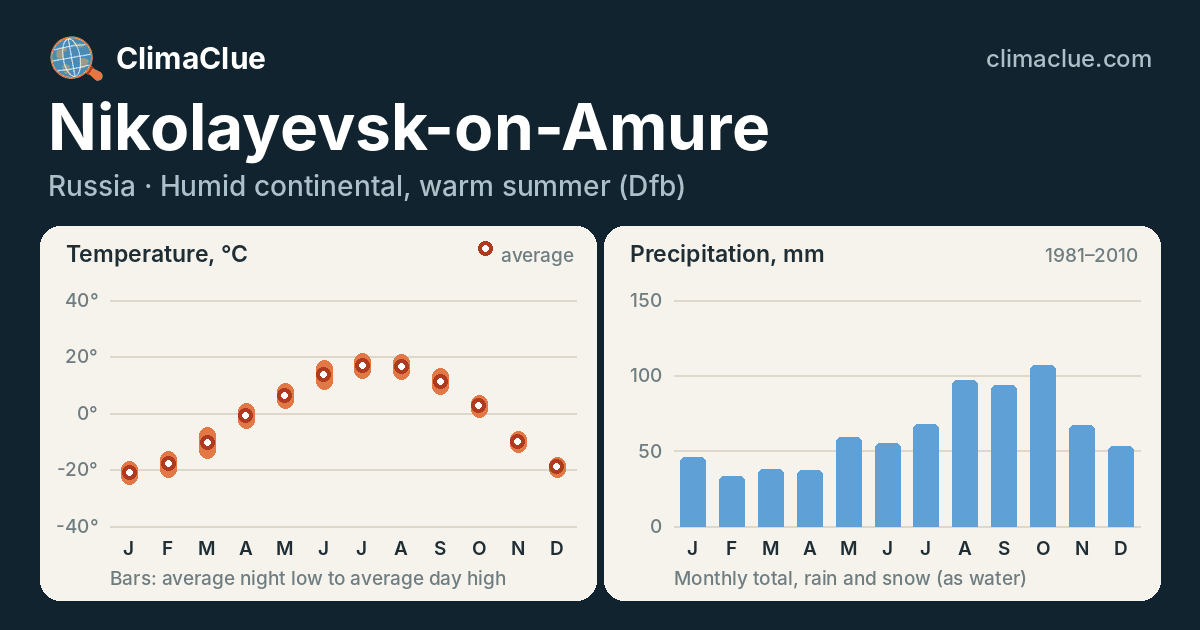 ClimaClue
climaclue.com
Nikolayevsk-on-Amure
Russia · Humid continental, warm summer (Dfb)
Temperature, °C
average
40°
20°
0°
-20°
-40°
J F M A M J J A S O N D
Bars: average night low to average day high
Precipitation, mm
1981–2010
150
100
50
0
J F M A M J J A S O N D
Monthly total, rain and snow (as water)